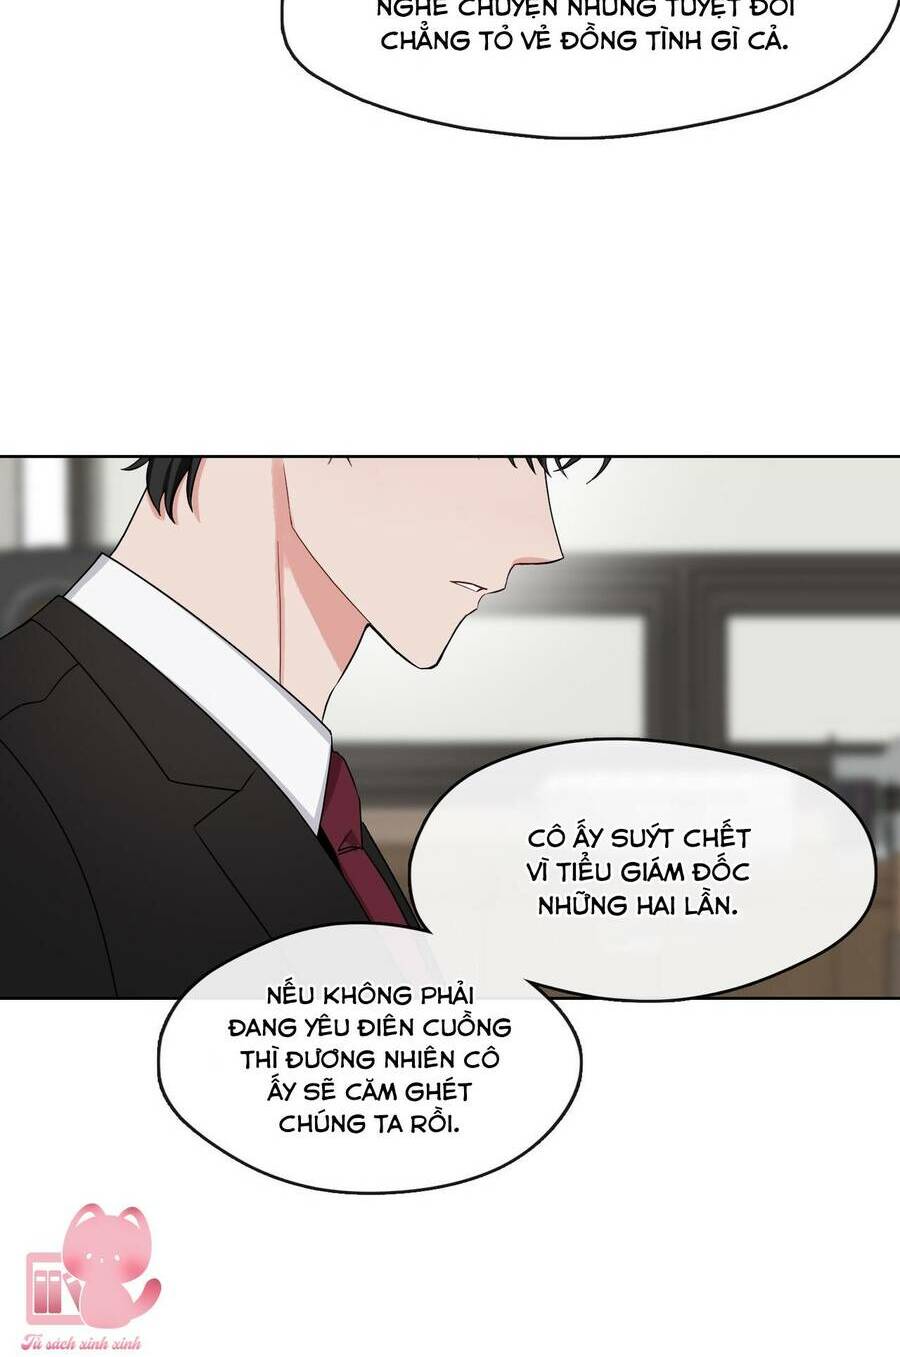 NGHE CHUYỆN NHƯNG TUYỆT ĐỐI
CHẲNG TỎ VẺ ĐỒNG TÌNH GÌ CẢ.
CÔ ẤY SUÝT CHẾT
VÌ TIỂU GIÁM ĐỐC
NHỮNG HAI LẦN.
NẾU KHÔNG PHẢI
ĐANG YÊU ĐIÊN CUỒNG
THÌ ĐƯƠNG NHIÊN CÔ
ẤY SẼ CĂM GHÉT
CHÚNG TA RỒI.
Tủ sách xinh xinh